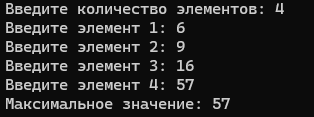 Введите количество элементов: 4
Введите элемент 1: 6
Введите элемент 2: 9
Введите элемент 3: 16
Введите элемент 4: 57
Максимальное значение: 57